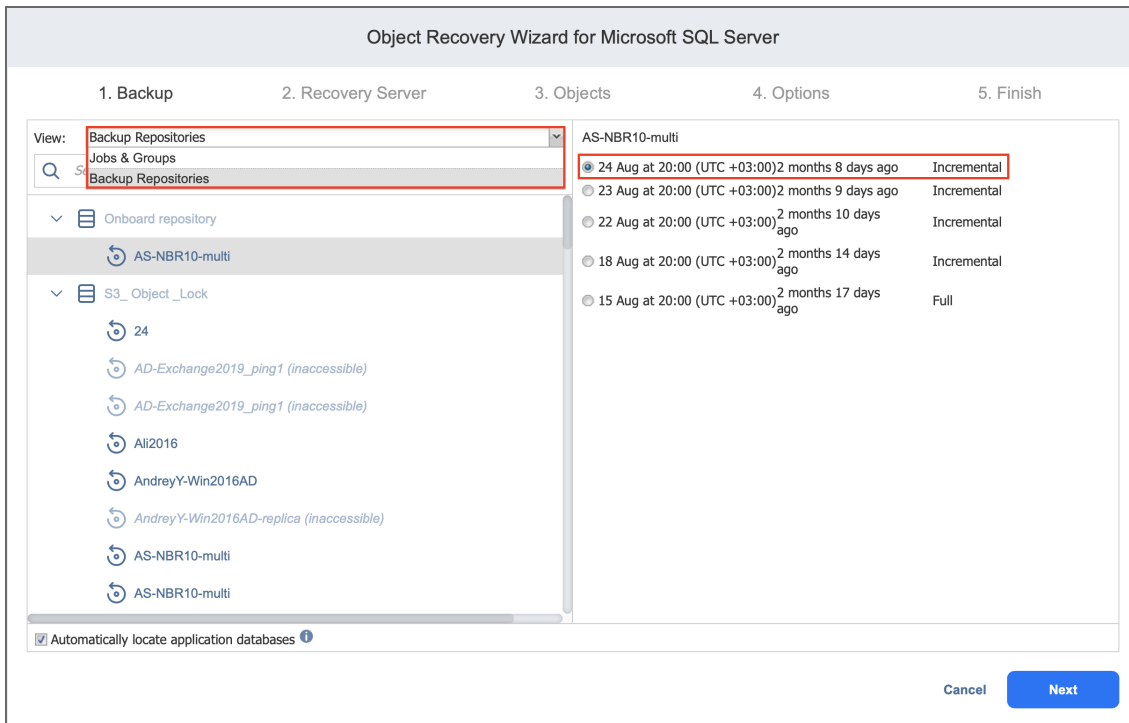 Object Recovery Wizard for Microsoft SQL Server
1. Backup
2. Recovery Server
3. Objects
4. Options
5. Finish
View:
Backup Repositories
Jobs & Groups
Backup Repositories
Onboard repository
AS-NBR10-multi
S3_ Object _Lock
24
AD-Exchange2019_ping1 (inaccessible)
AD-Exchange2019_ping1 (inaccessible)
Ali2016
AndreyY-Win2016AD
AndreyY-Win2016AD-replica (inaccessible)
AS-NBR10-multi
AS-NBR10-multi
Automatically locate application databases
AS-NBR10-multi
24 Aug at 20:00 (UTC +03:00) 2 months 8 days ago Incremental
23 Aug at 20:00 (UTC +03:00) 2 months 9 days ago Incremental
22 Aug at 20:00 (UTC +03:00) 2 months 10 days
ago
Incremental
18 Aug at 20:00 (UTC +03:00) 2 months 14 days
ago
Incremental
15 Aug at 20:00 (UTC +03:00) 2 months 17 days
ago
Full
Cancel
Next